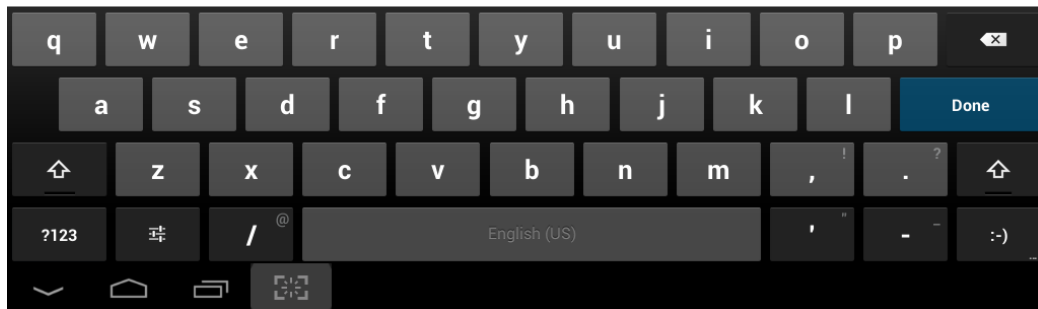 q w e r t y u i o p
a s d f g h j k l Done
z x c v b n m ! , ? .
?123 / @ English (US) ' " - _ :-) ...